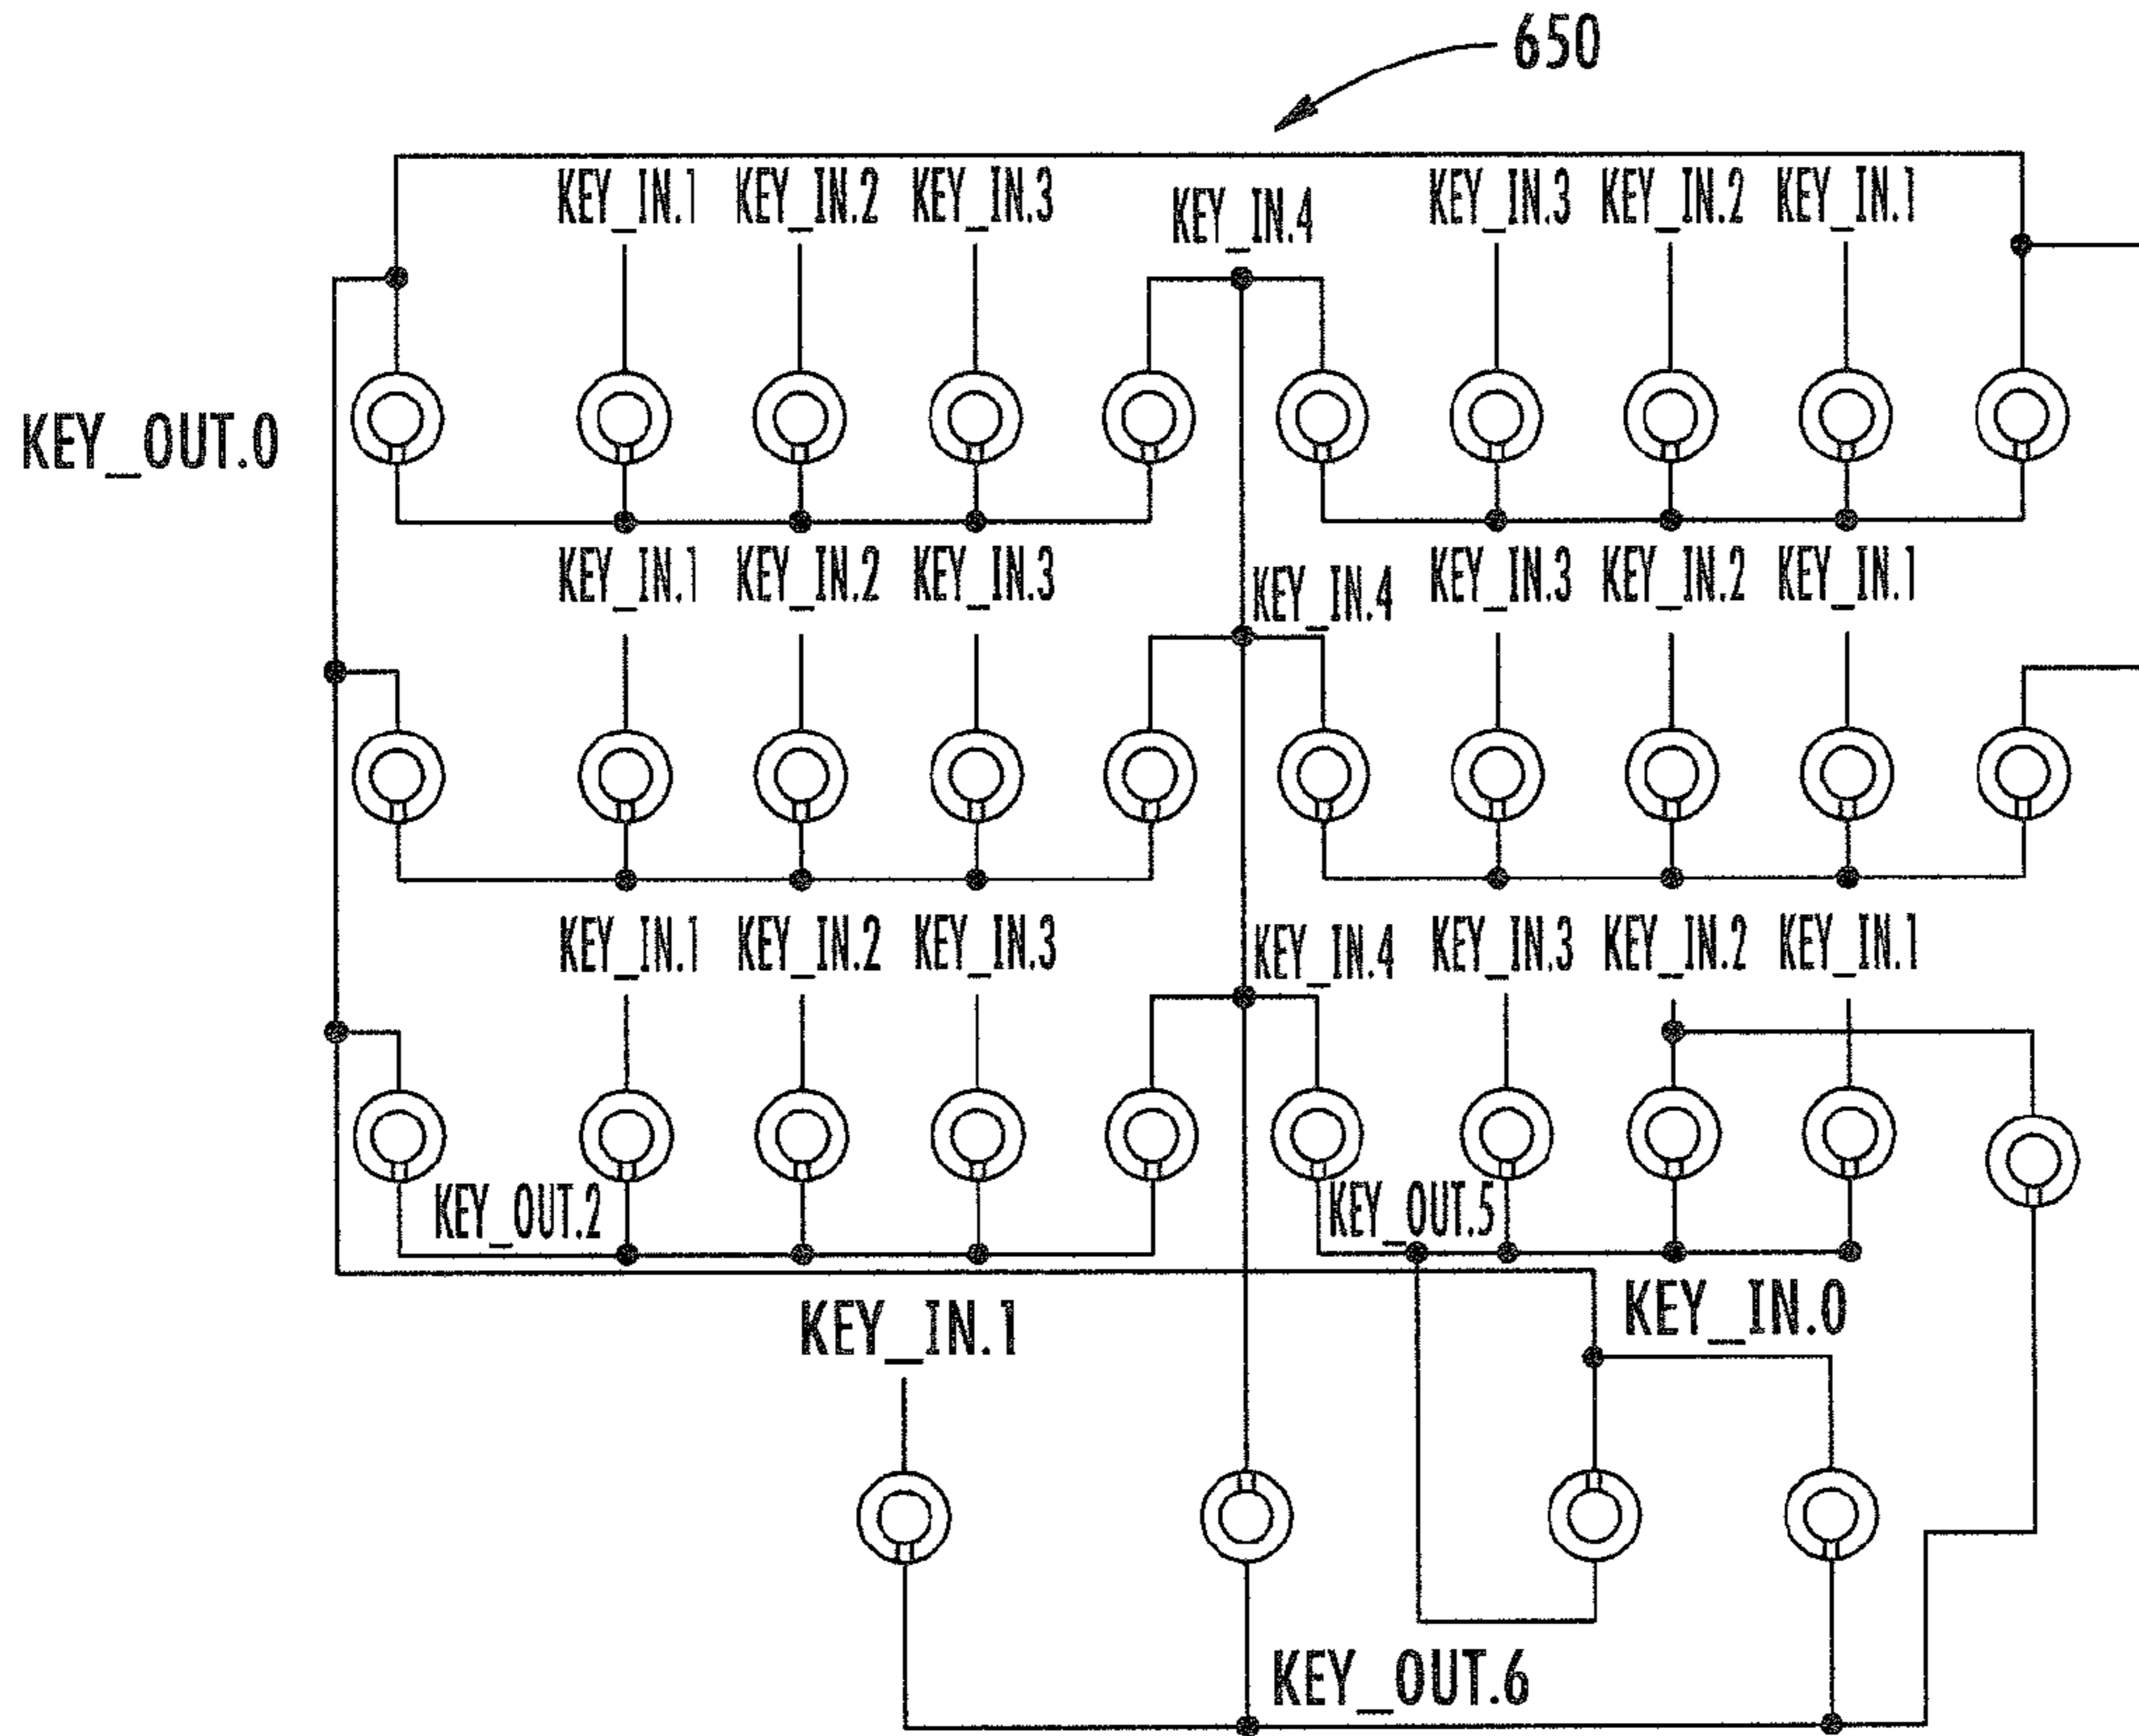 650
KEY_IN.1 KEY_IN.2 KEY_IN.3 KEY_IN.4 KEY_IN.3 KEY_IN.2 KEY_IN.1
KEY_OUT.0
KEY_IN.1 KEY_IN.2 KEY_IN.3 KEY_IN.4 KEY_IN.3 KEY_IN.2 KEY_IN.1
KEY_IN.1 KEY_IN.2 KEY_IN.3 KEY_IN.4 KEY_IN.3 KEY_IN.2 KEY_IN.1
KEY_OUT.2 KEY_OUT.5
KEY_IN.1 KEY_IN.0
KEY_OUT.6